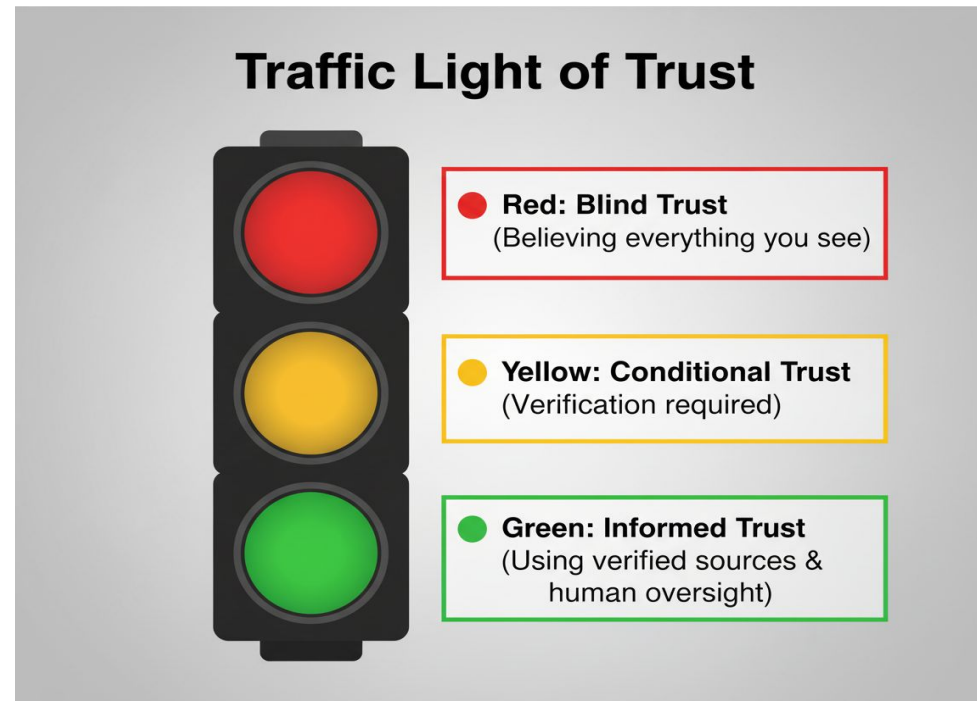 Traffic Light of Trust
Red: Blind Trust
(Believing everything you see)
Yellow: Conditional Trust
(Verification required)
Green: Informed Trust
(Using verified sources &
human oversight)